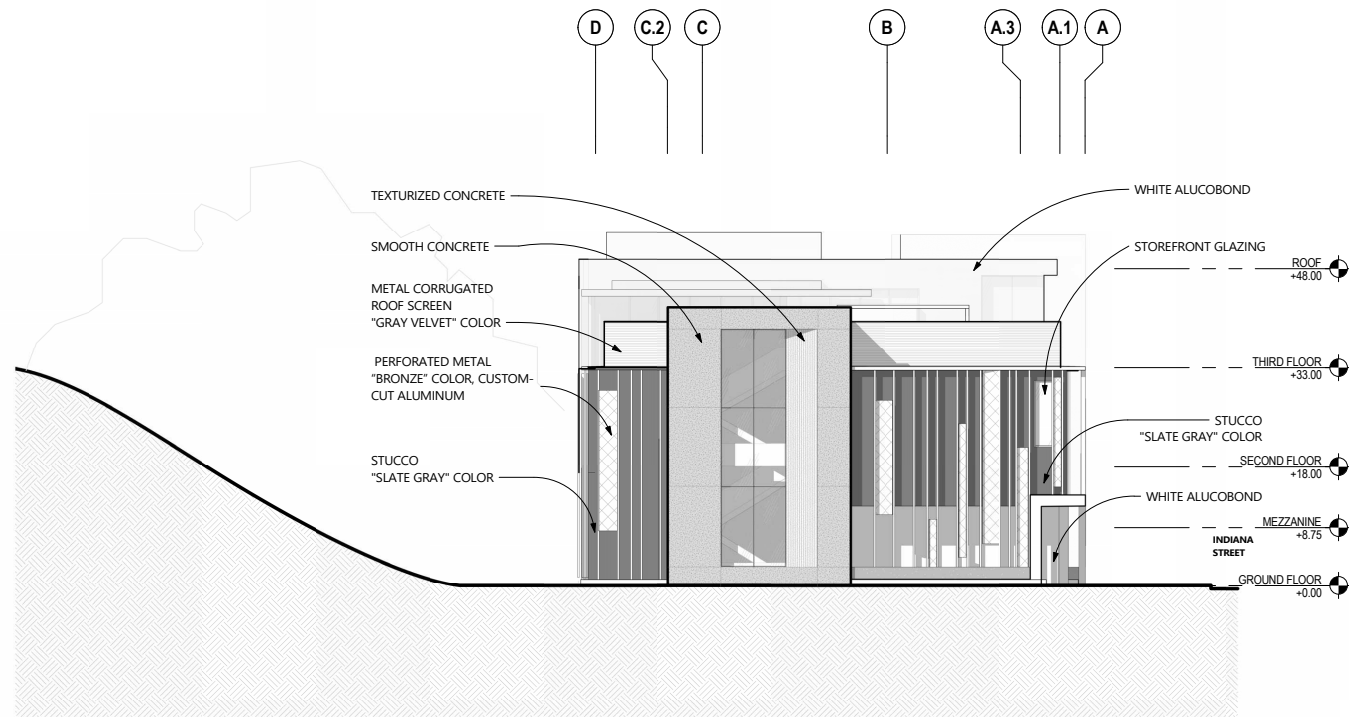 D
C.2
C
B
A.3
A.1
A
TEXTURIZED CONCRETE
SMOOTH CONCRETE
METAL CORRUGATED
ROOF SCREEN
"GRAY VELVET" COLOR
PERFORATED METAL
"BRONZE" COLOR, CUSTOM-
CUT ALUMINUM
STUCCO
"SLATE GRAY" COLOR
WHITE ALUCOBOND
STOREFRONT GLAZING
ROOF
+48.00
THIRD FLOOR
+33.00
STUCCO
"SLATE GRAY" COLOR
SECOND FLOOR
+18.00
WHITE ALUCOBOND
MEZZANINE
+8.75
INDIANA
STREET
GROUND FLOOR
+0.00